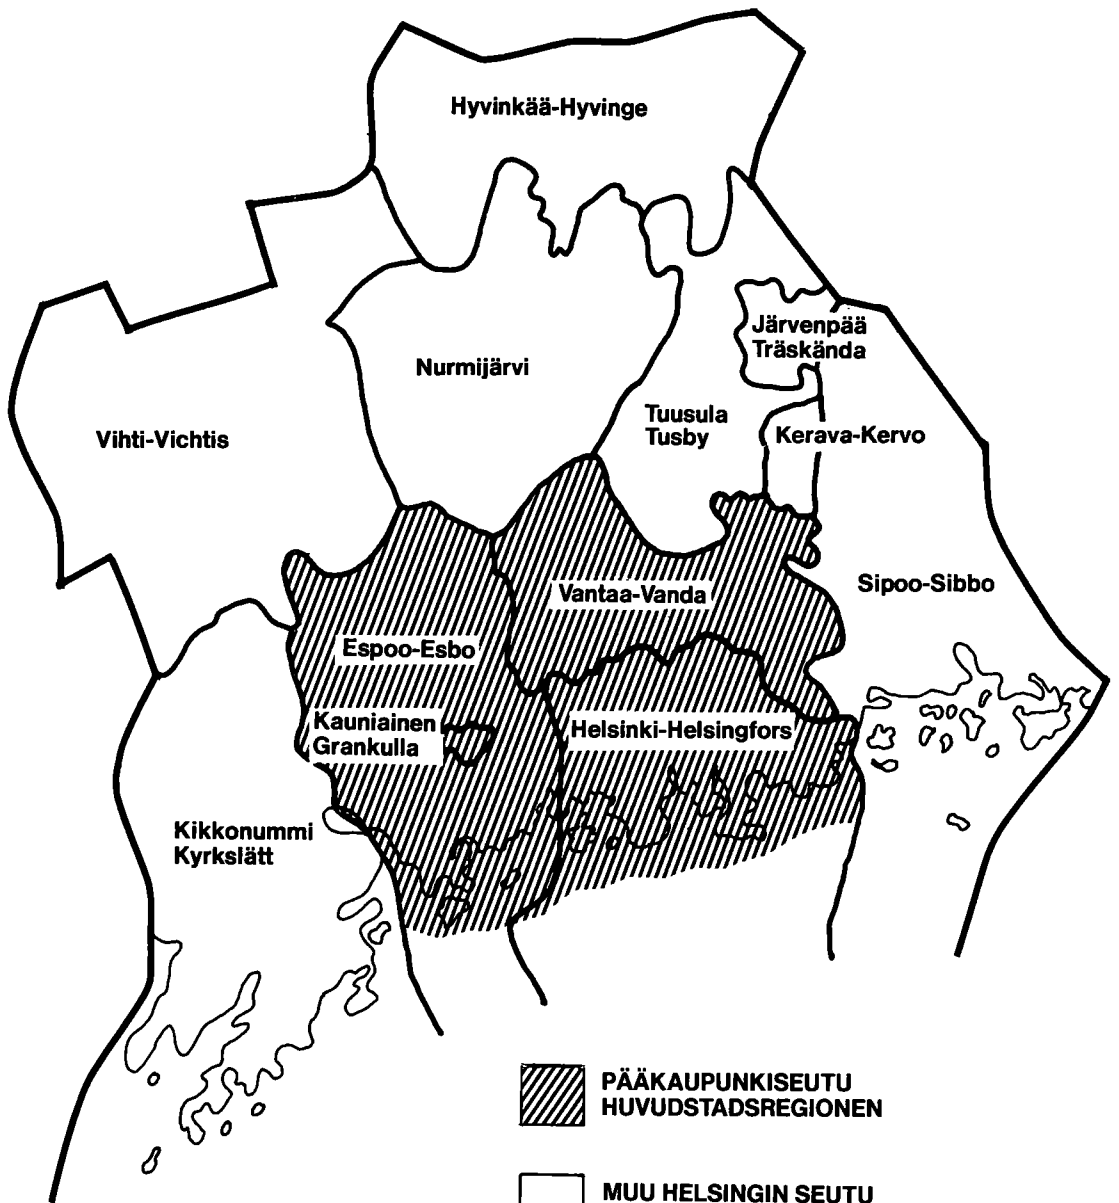 Hyvinkää-Hyvinge
Järvenpää
Träskända
Nurmijärvi
Tuusula
Tusby
Vihti-Vichtis
Kerava-Kervo
Sipoo-Sibbo
Vantaa-Vanda
Espoo-Esbo
Kauniainen
Grankulla
Helsinki-Helsingfors
Kikkonummi
Kyrkslätt
PÄÄKAUPUNKISEUTU
HUVUDSTADSREGIONEN
MUU HELSINGIN SEUTU